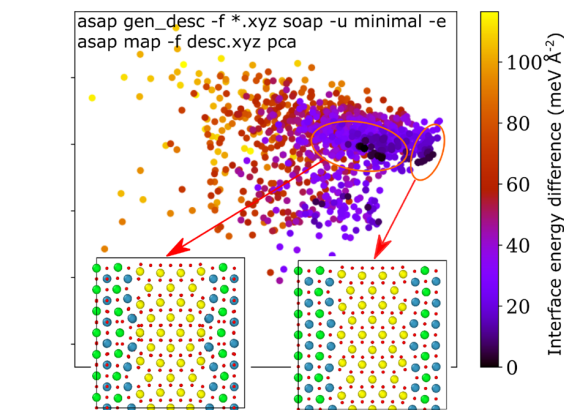 asap gen_desc -f *.xyz soap -u minimal -e
asap map -f desc.xyz pca
100
80
60
40
20
0
Interface energy difference (meV Å-2)